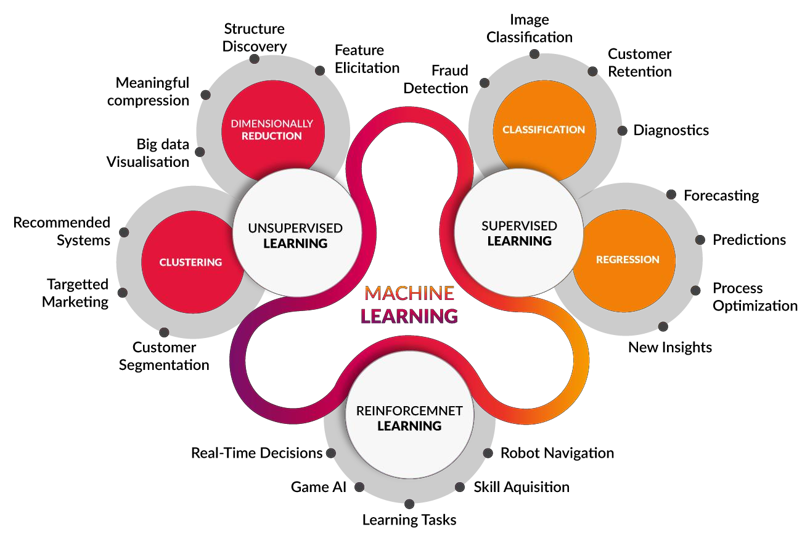 Structure
Discovery
Feature
Elicitation
Meaningful
compression
Big data
Visualisation
DIMENSIONALLY
REDUCTION
UNSUPERVISED
LEARNING
CLUSTERING
Recommended
Systems
Targetted
Marketing
Customer
Segmentation
Image
Classification
Customer
Retention
Fraud
Detection
Diagnostics
CLASSIFICATION
SUPERVISED
LEARNING
REGRESSION
Forecasting
Predictions
Process
Optimization
New Insights
MACHINE
LEARNING
REINFORCEMNET
LEARNING
Real-Time Decisions
Game AI
Learning Tasks
Skill Aquisition
Robot Navigation